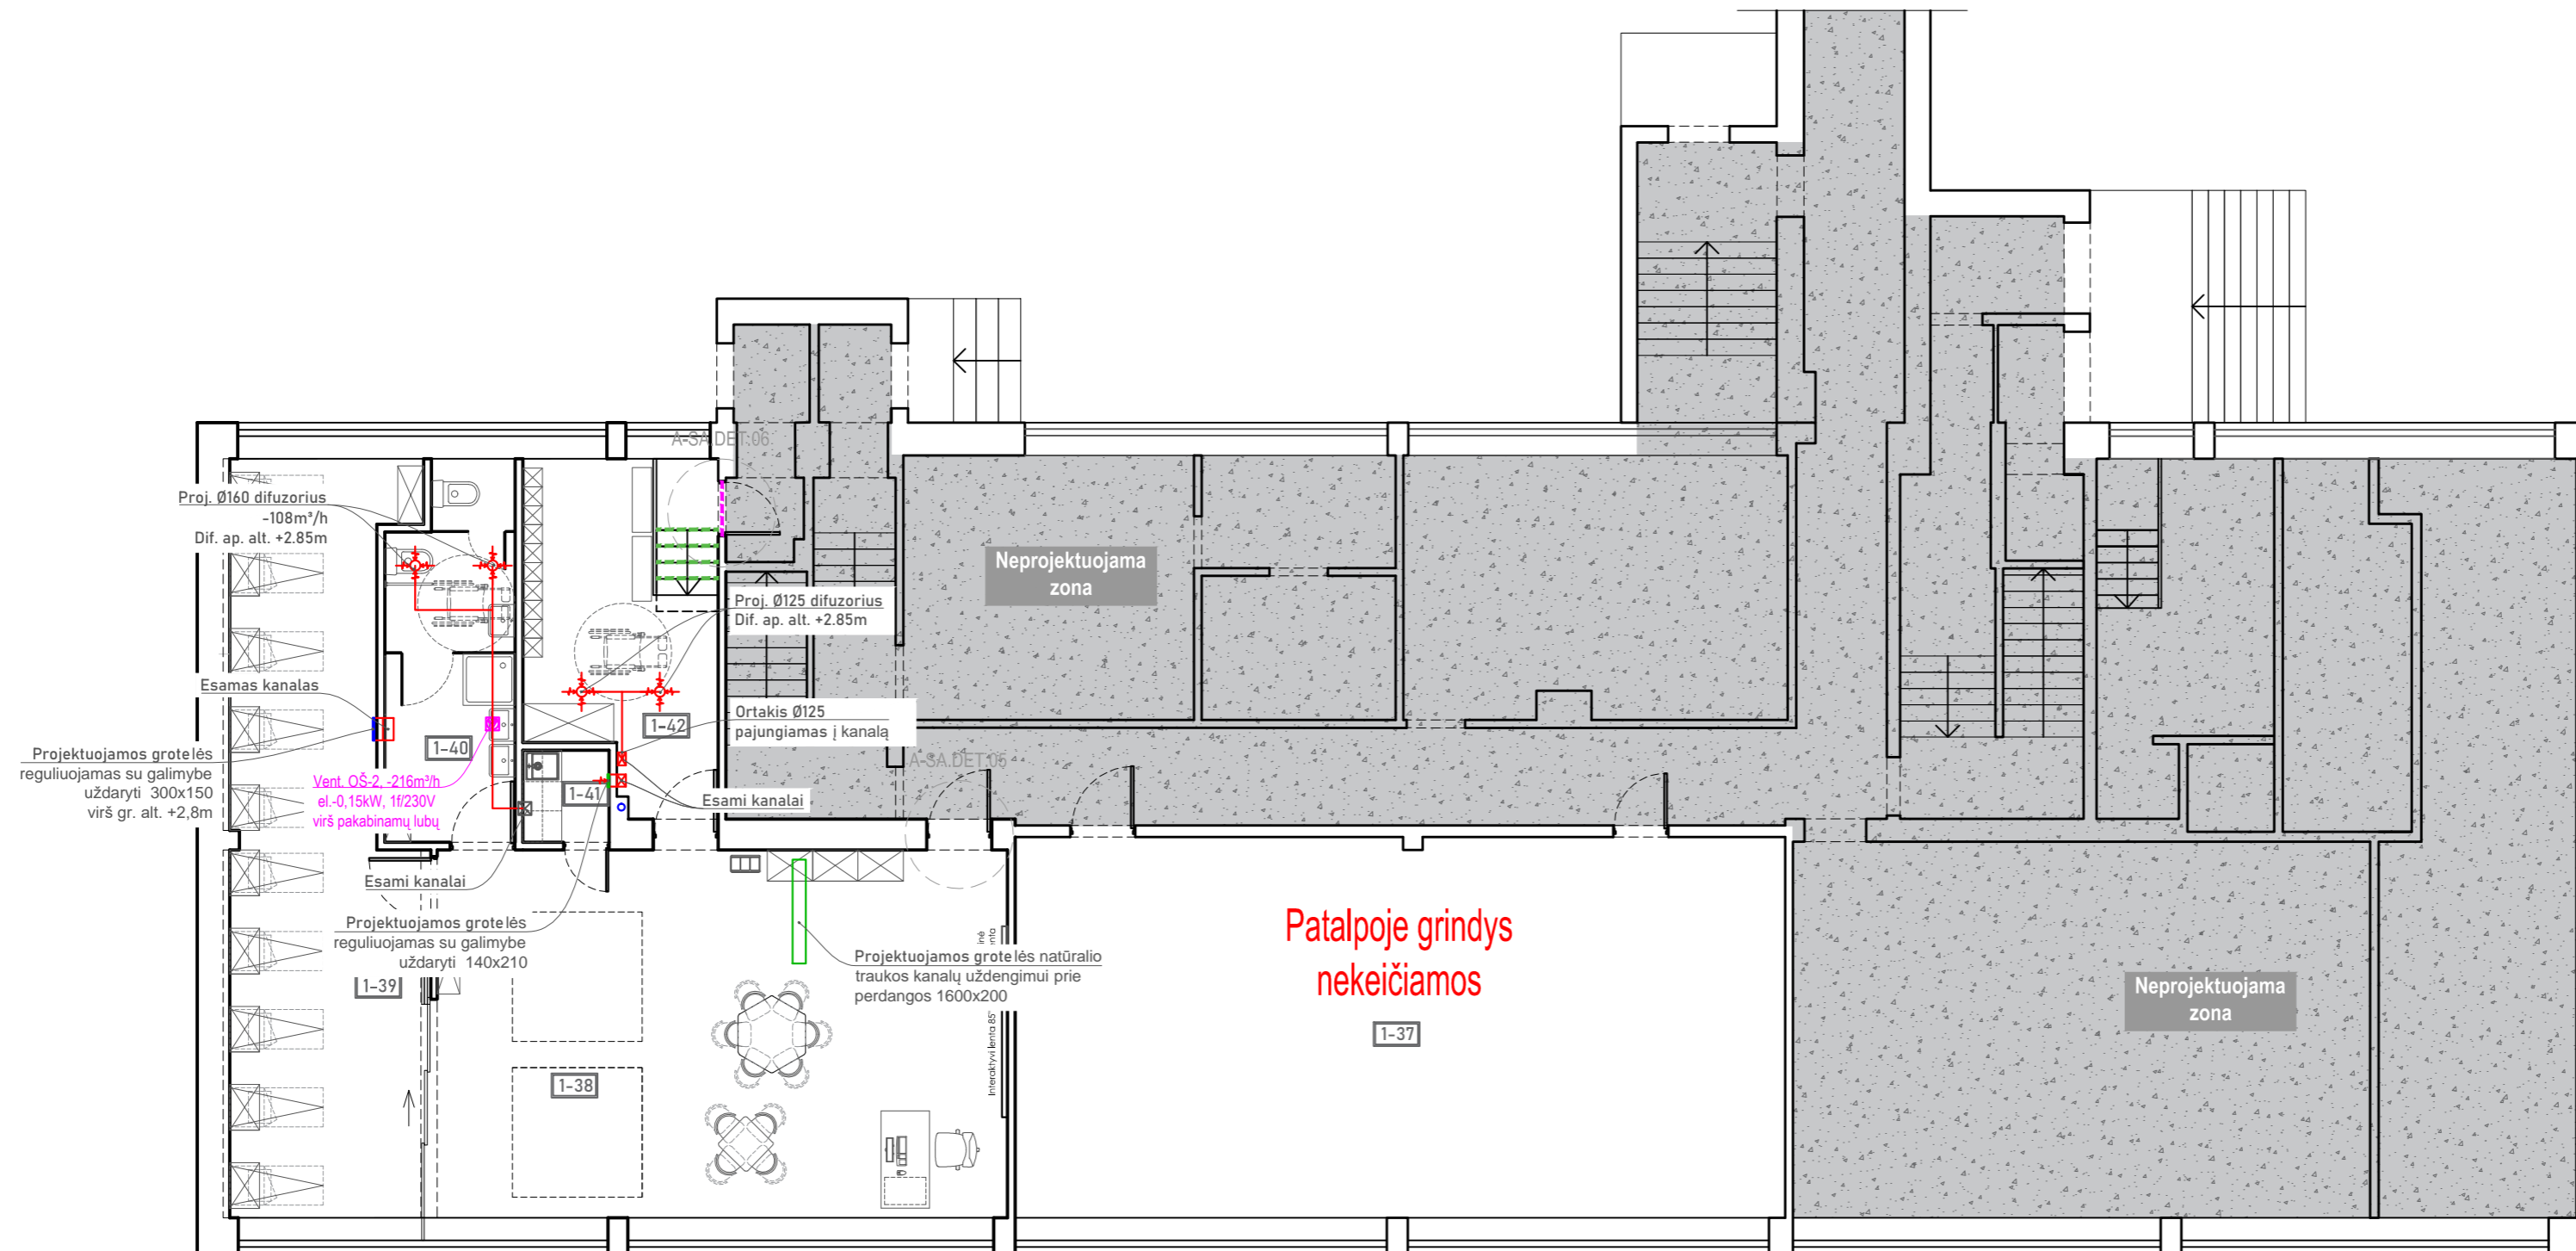 A-SA.DET.06
Proj. Ø160 difuzorius
-108m³/h
Dif. ap. alt. +2.85m
Neprojektuojama
zona
Proj. Ø125 difuzorius
Dif. ap. alt. +2.85m
Esamas kanalas
Ortakis Ø125
pajungiamas į kanalą
1-42
1-40
Projektuojamos grotelės
reguliuojamas su galimybe
uždaryti 300x150
virš gr. alt. +2,8m
Vent. OŠ-2, -216m³/h
el.-0,15kW, 1f/230V
virš pakabinamų lubų
1-41
Esami kanalai
A-SA.DET.05
Esami kanalai
Projektuojamos grotelės
reguliuojamas su galimybe
uždaryti 140x210
1-39
Projektuojamos grotelės natūralio
traukos kanalų uždengimui prie
perdangos 1600x200
inė
Interaktyvi lenta 85"
1-38
Patalpoje grindys
nekeičiamos
1-37
Neprojektuojama
zona